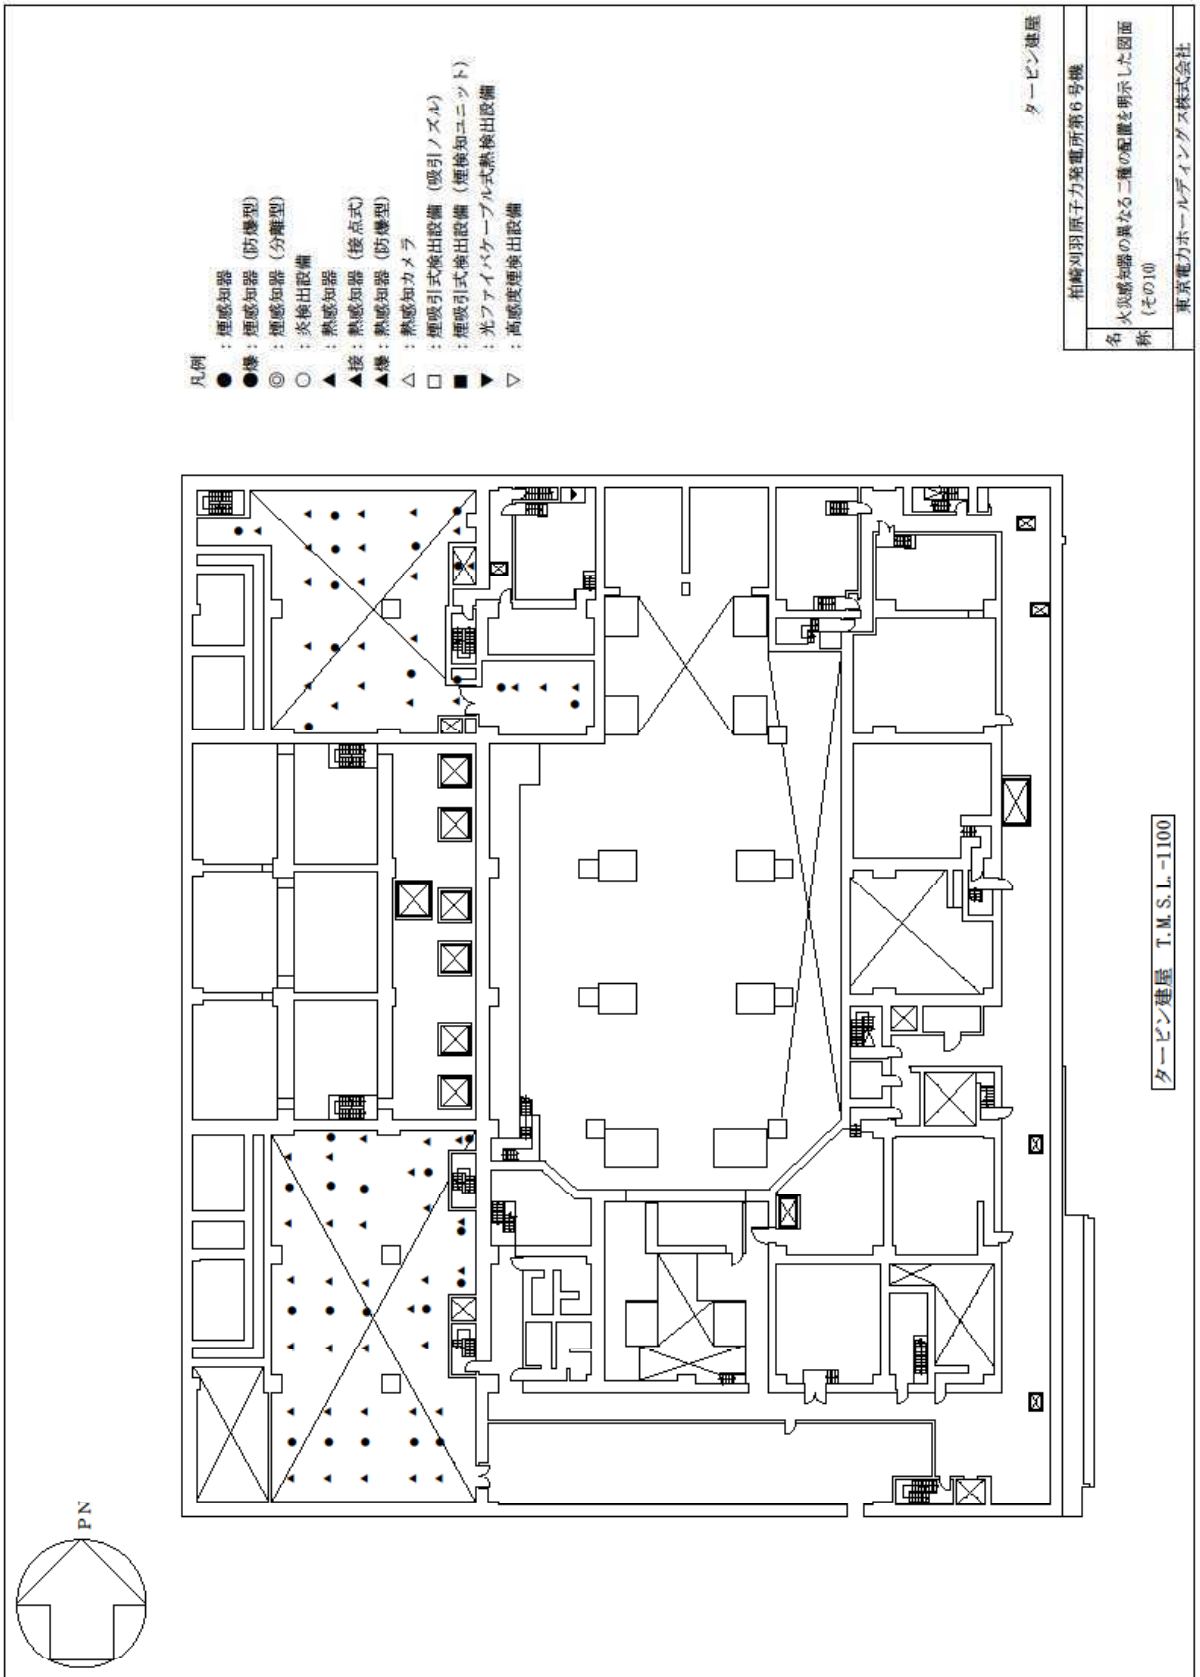 凡例
● ：煙感知器
●爆：煙感知器（防爆型）
◎ ：煙感知器（分離型）
○ ：炎検出設備
▲ ：熱感知器
▲接：熱感知器（接点式）
▲爆：熱感知器（防爆型）
△ ：熱感知カメラ
□ ：煙吸引式検出設備（吸引ノズル）
■ ：煙吸引式検出設備（煙検知ユニット）
▼ ：光ファイバケーブル式熱検出設備
▽ ：高感度煙検出設備
PN
タービン建屋 T.M.S.L.-1100
タービン建屋
柏崎刈羽原子力発電所第6号機
名称
火災感知器の異なる二種の配置を明示した図面
（その10）
東京電力ホールディングス株式会社